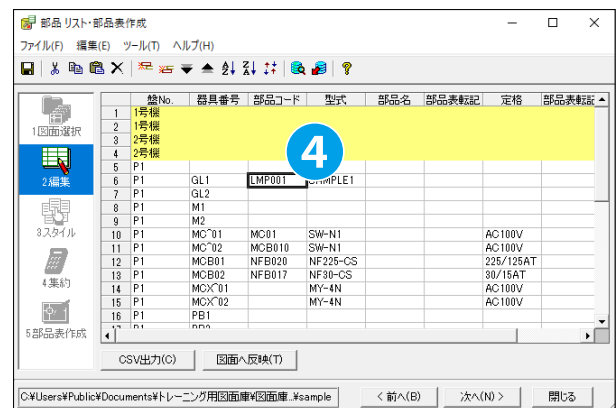 部品リスト・部品表作成
ファイル(F) 編集(E) ツール(T) ヘルプ(H)
盤No. 器具番号 部品コード 型式 部品名 部品表転記 定格 部品表転記
1 1号機
2 1号機
3 2号機
4 2号機
5 P1
6 P1 GL1 LMP001 SAMPLE1
7 P1 GL2
8 P1 M1
9 P1 M2
10 P1 MC^01 MC01 SW-N1 AC100V
11 P1 MC^02 MCB010 SW-N1 AC100V
12 P1 MCB01 NFB020 NF225-CS 225/125AT
13 P1 MCB02 NFB017 NF30-CS 30/15AT
14 P1 MCX^01 MY-4N AC100V
15 P1 MCX^02 MY-4N AC100V
16 P1 PB1
4
1.図面選択
2.編集
3.スタイル
4.集約
5.部品表作成
CSV出力(C) 図面へ反映(T)
C:¥Users¥Public¥Documents¥トレーニング用図面庫¥図面庫..¥sample < 前へ(B) 次へ(N) > 閉じる